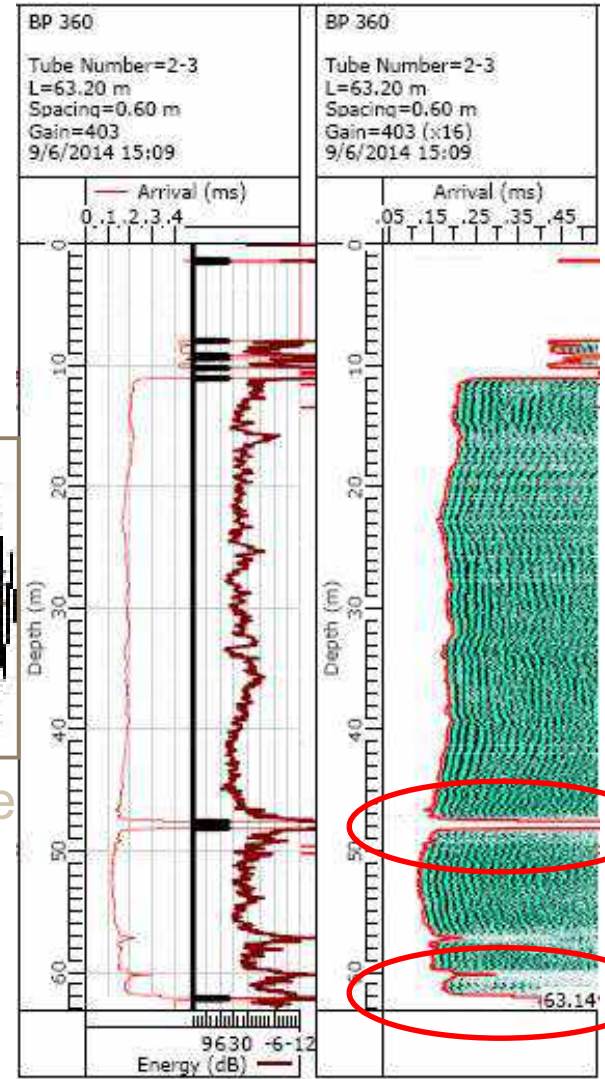 BP 360
Tube Number=2-3
L=63.20 m
Spacing=0.60 m
Gain=403
9/6/2014 15:09
Arrival (ms)
0.1.2.3.4
0
10
20
30
40
50
60
Depth (m)
9630 -6-12
Energy (dB)
BP 360
Tube Number=2-3
L=63.20 m
Spacing=0.60 m
Gain=403 (x16)
9/6/2014 15:09
Arrival (ms)
.05 .15 .25 .35 .45
0
10
20
30
40
50
60
Depth (m)
(63.14
e